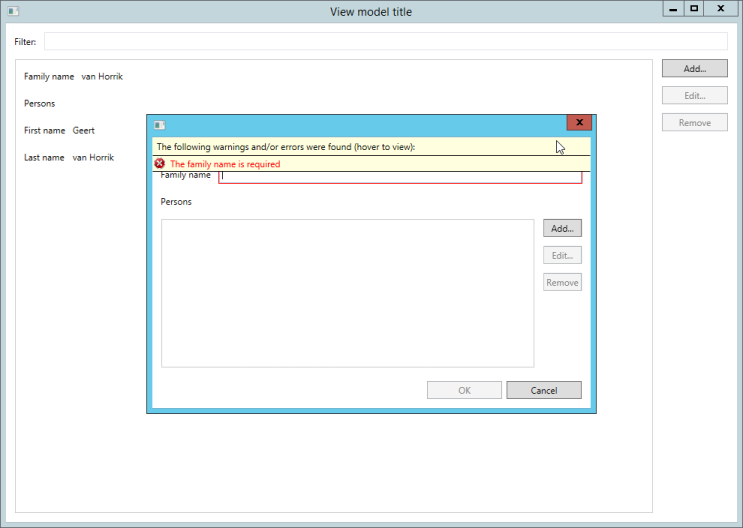 View model title
Filter:
Add...
Edit...
Remove
Family name van Horrik
Persons
First name Geert
Last name van Horrik
The following warnings and/or errors were found (hover to view):
The family name is required
Family name
Persons
Add...
Edit...
Remove
OK Cancel